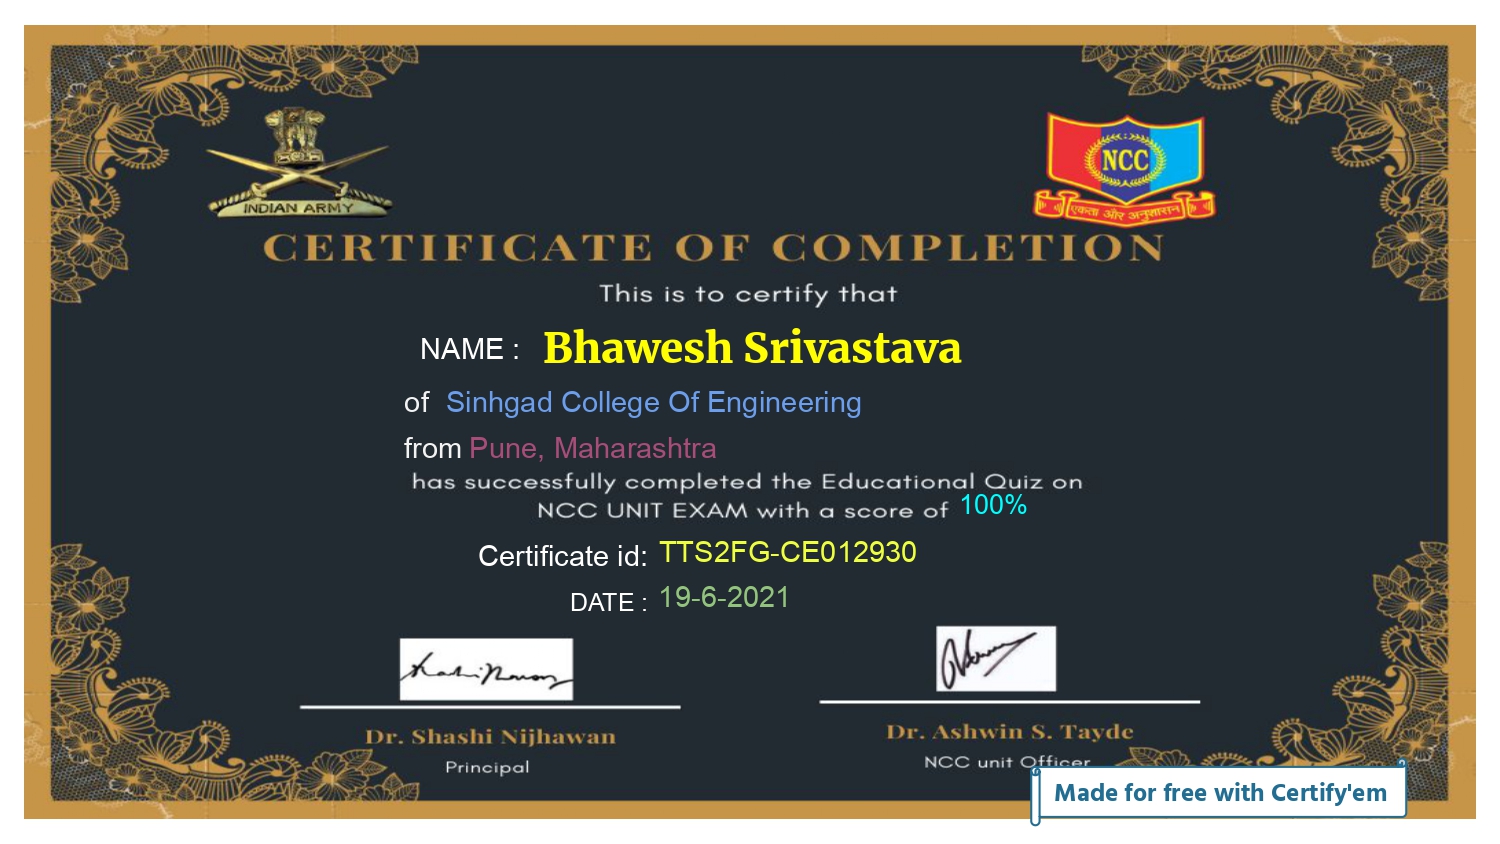 INDIAN ARMY
NCC
एकता और अनुशासन
CERTIFICATE OF COMPLETION
This is to certify that
NAME : Bhawesh Srivastava
of Sinhgad College Of Engineering
from Pune, Maharashtra
has successfully completed the Educational Quiz on
NCC UNIT EXAM with a score of 100%
Certificate id: TTS2FG-CE012930
DATE : 19-6-2021
Dr. Shashi Nijhawan
Principal
Dr. Ashwin S. Tayde
NCC unit Officer
Made for free with Certify'em